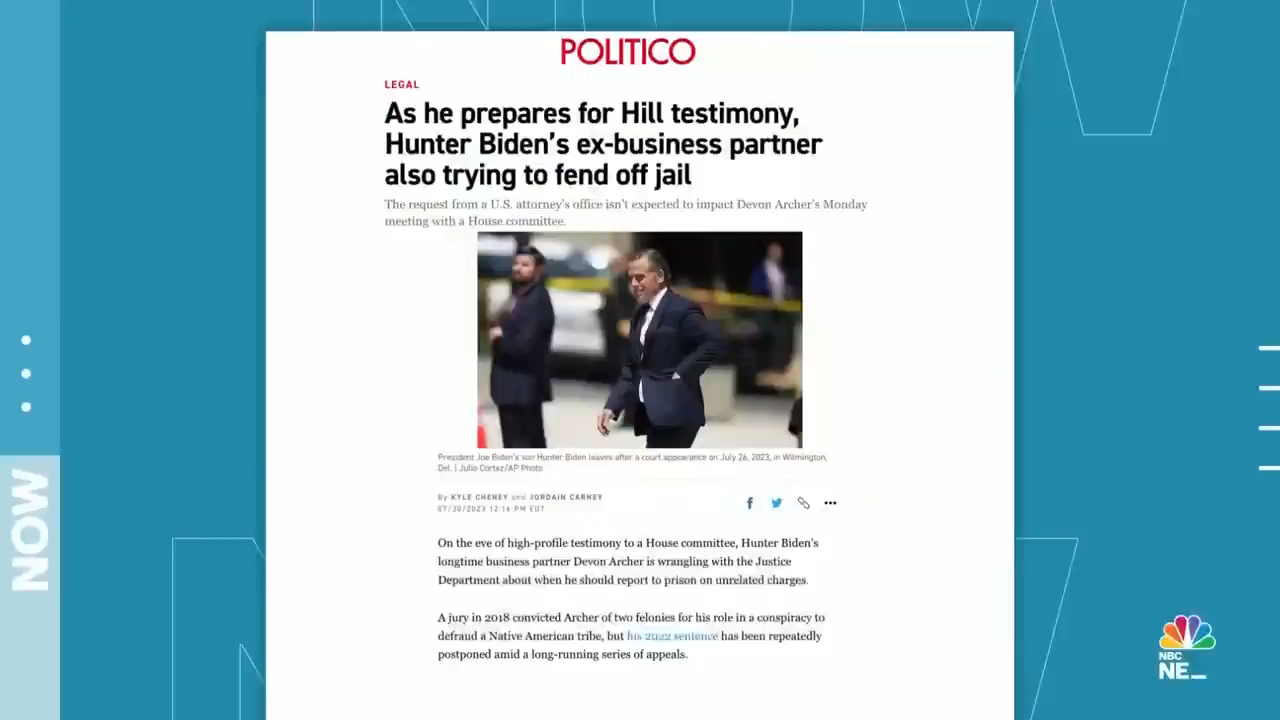 POLITICO
LEGAL
As he prepares for Hill testimony,
Hunter Biden's ex-business partner
also trying to fend off jail
The request from a U.S. attorney's office isn't expected to impact Devon Archer's Monday
meeting with a House committee.
President Joe Biden's son Hunter Biden leaves after a court appearance on July 26, 2023, in Wilmington,
Del. | Julio Cortez/AP Photo
By KYLE CHENEY and JORDAIN CARNEY
07/30/2023 12:16 PM EDT
On the eve of high-profile testimony to a House committee, Hunter Biden's
longtime business partner Devon Archer is wrangling with the Justice
Department about when he should report to prison on unrelated charges.
A jury in 2018 convicted Archer of two felonies for his role in a conspiracy to
defraud a Native American tribe, but his 2022 sentence has been repeatedly
postponed amid a long-running series of appeals.
NOW
NBC
NE_